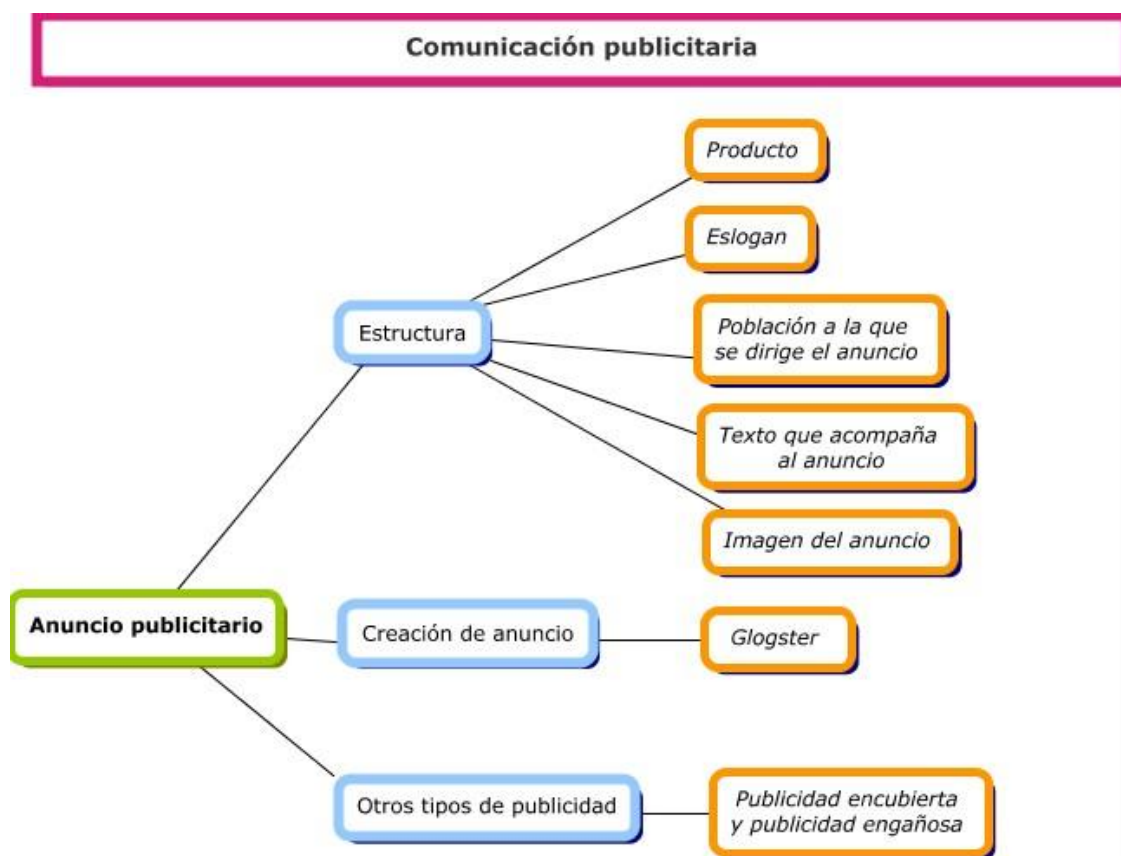 Comunicación publicitaria
Producto
Eslogan
Población a la que
se dirige el anuncio
Estructura
Texto que acompaña
al anuncio
Imagen del anuncio
Anuncio publicitario
Creación de anuncio
Glogster
Otros tipos de publicidad
Publicidad encubierta
y publicidad engañosa